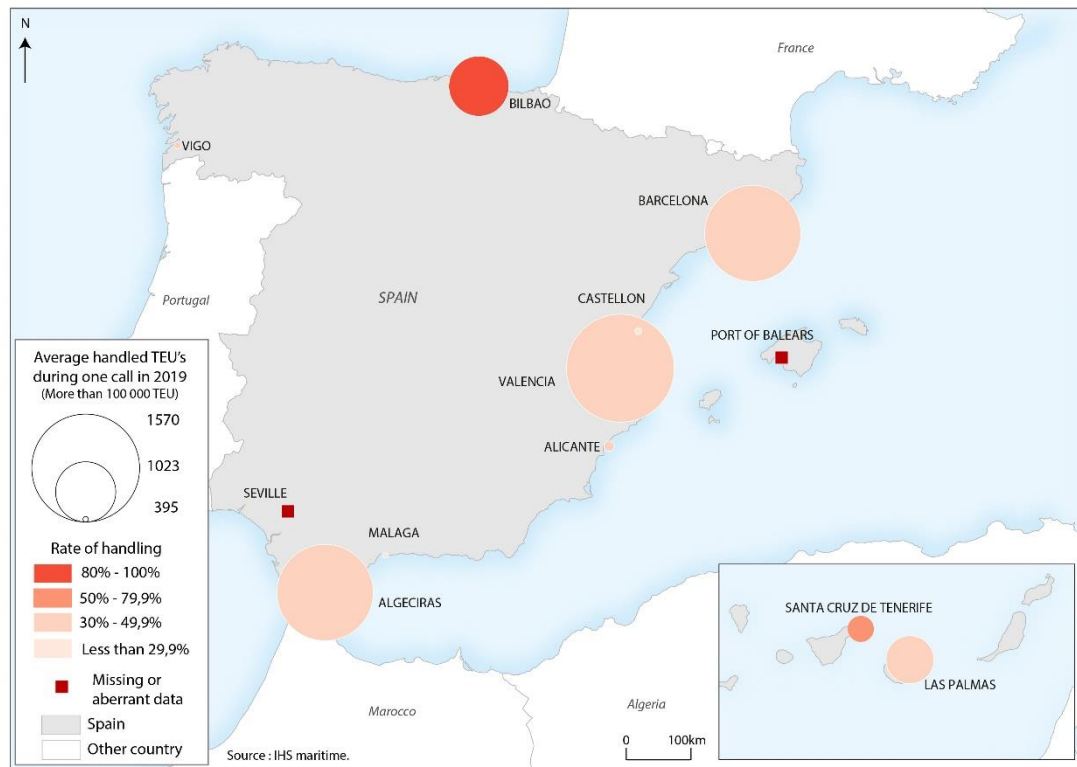 N
France
BILBAO
VIGO
BARCELONA
Portugal
SPAIN
CASTELLON
PORT OF BALEARS
VALENCIA
ALICANTE
SEVILLE
MALAGA
ALGECIRAS
Marocco
Algeria
0 100km
Source : IHS maritime.
Average handled TEU's
during one call in 2019
(More than 100 000 TEU)
1570
1023
395
Rate of handling
80% - 100%
50% - 79,9%
30% - 49,9%
Less than 29,9%
Missing or
aberrant data
Spain
Other country
SANTA CRUZ DE TENERIFE
LAS PALMAS